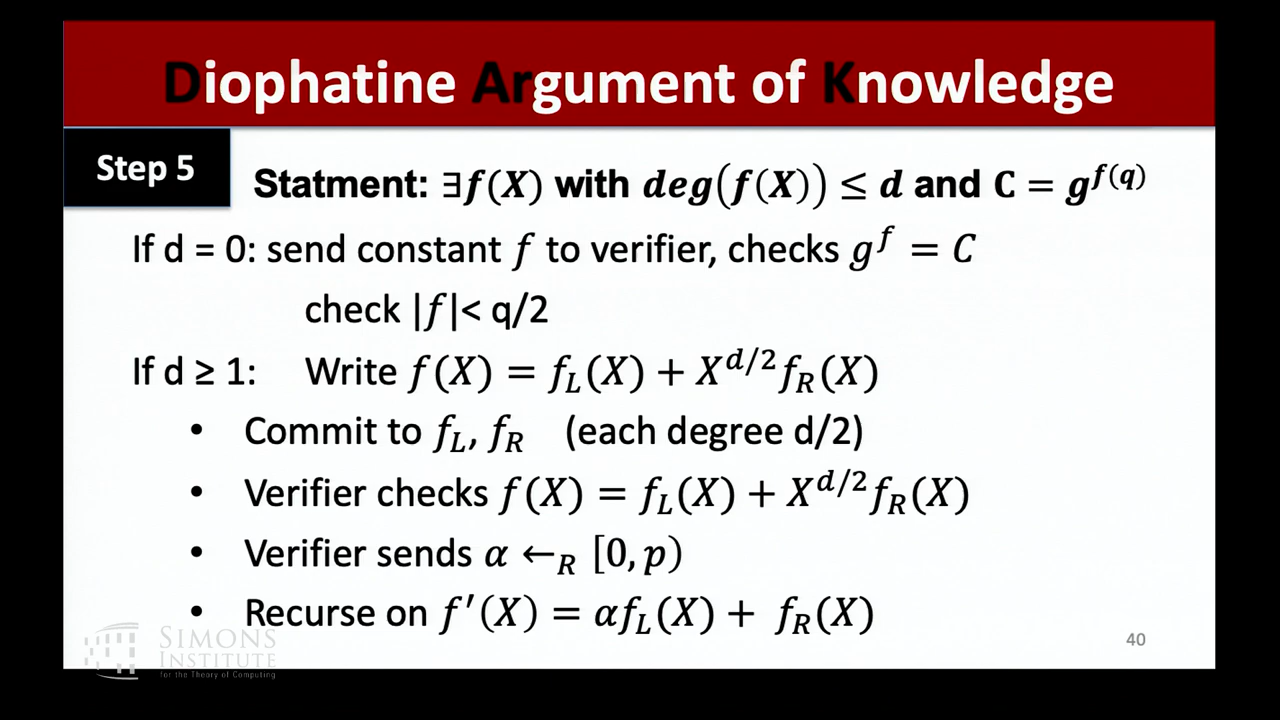 Diophatine Argument of Knowledge
Step 5
Statment: ∃f(X) with deg(f(X)) ≤ d and C = g^{f(q)}
If d = 0: send constant f to verifier, checks g^f = C
check |f|< q/2
If d ≥ 1: Write f(X) = f_L(X) + X^{d/2}f_R(X)
• Commit to f_L, f_R (each degree d/2)
• Verifier checks f(X) = f_L(X) + X^{d/2}f_R(X)
• Verifier sends α ←_R [0, p)
• Recurse on f′(X) = αf_L(X) + f_R(X)
SIMONS
INSTITUTE
for the Theory of Computing
40